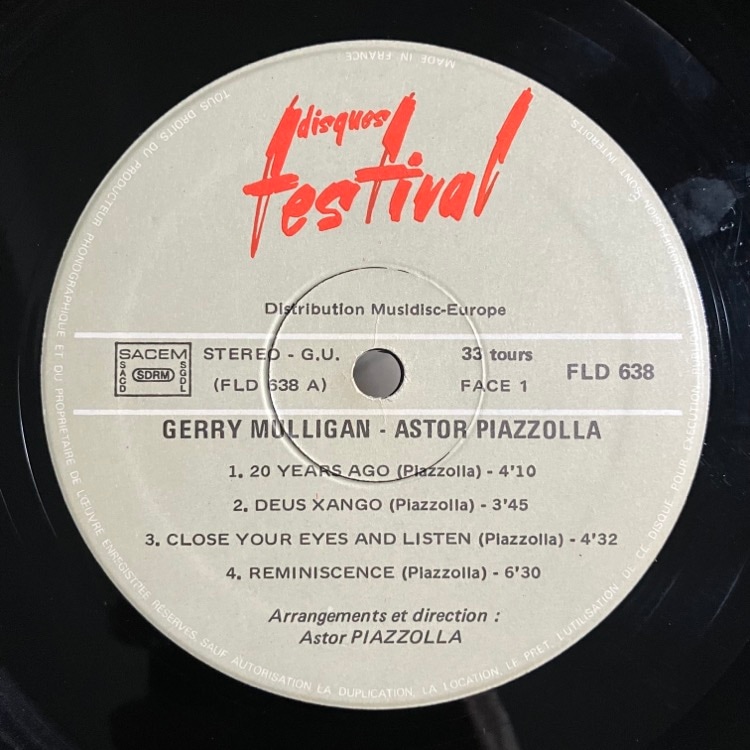 MADE IN FRANCE
disques
festival
Distribution Musidisc-Europe
SACEM
SACD
SDRM
SGDL
STEREO - G.U.
(FLD 638 A)
33 tours
FACE 1
FLD 638
GERRY MULLIGAN - ASTOR PIAZZOLLA
1. 20 YEARS AGO (Piazzolla) - 4'10
2. DEUS XANGO (Piazzolla) - 3'45
3. CLOSE YOUR EYES AND LISTEN (Piazzolla) - 4'32
4. REMINISCENCE (Piazzolla) - 6'30
Arrangements et direction :
Astor PIAZZOLLA
TOUS DROITS DU PRODUCTEUR PHONOGRAPHIQUE ET DU PROPRIETAIRE DE L'ŒUVRE ENREGISTREE RESERVES. SAUF AUTORISATION LA DUPLICATION, LA LOCATION, LE PRET, L'UTILISATION DE CE DISQUE POUR EXECUTION PUBLIQUE ET RADIODIFFUSION SONT INTERDITS